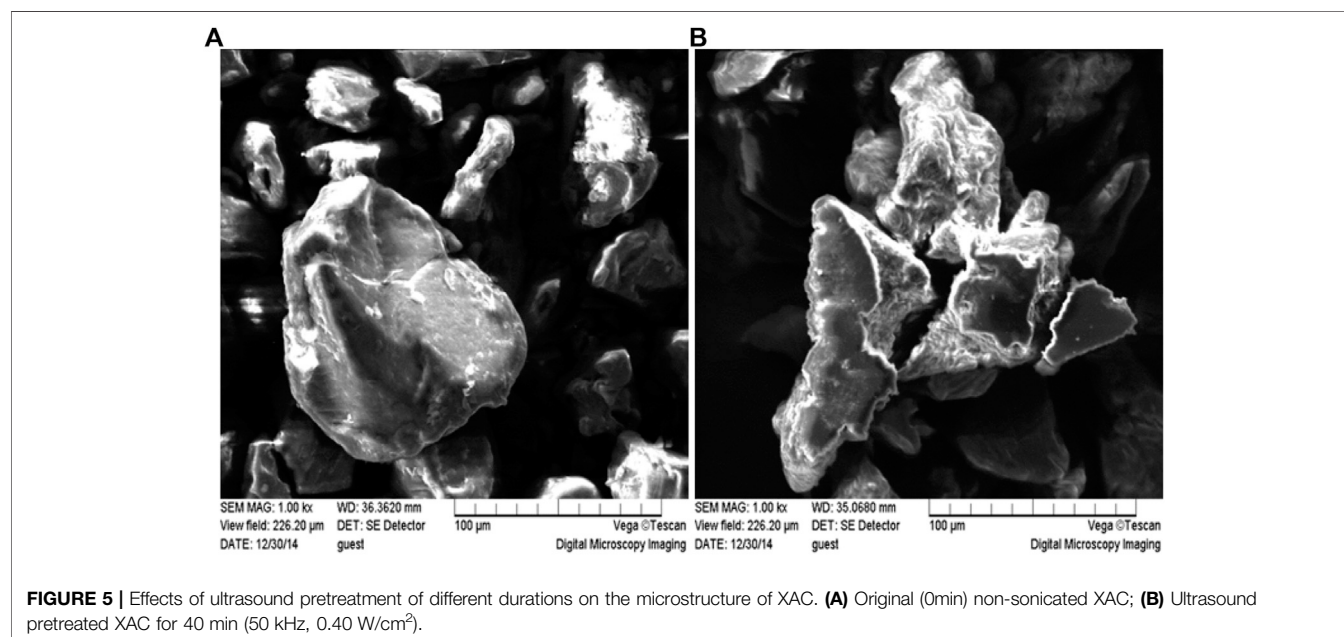 A B
SEM MAG: 1.00 kx WD: 36.3620 mm
View field: 226.20 µm DET: SE Detector 100 µm Vega ©Tescan
DATE: 12/30/14 guest Digital Microscopy Imaging
SEM MAG: 1.00 kx WD: 35.0680 mm
View field: 226.20 µm DET: SE Detector 100 µm Vega ©Tescan
DATE: 12/30/14 guest Digital Microscopy Imaging
FIGURE 5 | Effects of ultrasound pretreatment of different durations on the microstructure of XAC. (A) Original (0min) non-sonicated XAC; (B) Ultrasound
pretreated XAC for 40 min (50 kHz, 0.40 W/cm²).